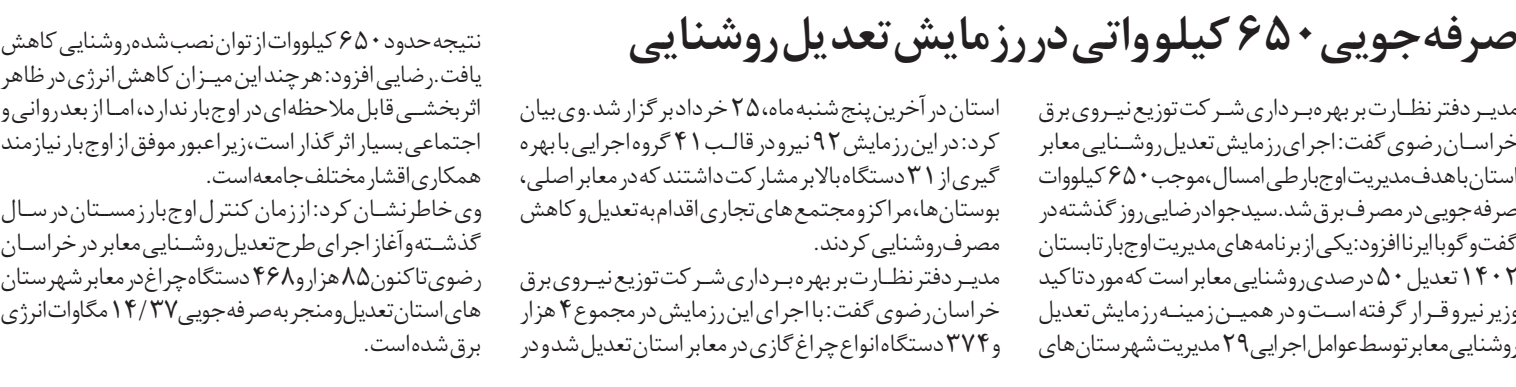 صرفه‌جویی ۶۵۰ کیلوواتی در رزمایش تعدیل روشنایی
مدیر دفتر نظارت بر بهره‌برداری شرکت توزیع نیروی برق
خراسان رضوی گفت: اجرای رزمایش تعدیل روشنایی معابر
استان باهدف مدیریت اوج‌بار طی امسال، موجب ۶۵۰ کیلووات
صرفه‌جویی در مصرف برق شد. سیدجواد رضایی روز گذشته در
گفت‌وگو با ایرنا افزود: یکی از برنامه‌های مدیریت اوج‌بار تابستان
۱۴۰۲ تعدیل ۵۰ درصدی روشنایی معابر است که مورد تاکید
وزیر نیرو قرار گرفته است و در همین زمینه رزمایش تعدیل
روشنایی معابر توسط عوامل اجرایی ۲۹ مدیریت شهرستان‌های
استان در آخرین پنج شنبه ماه، ۲۵ خرداد برگزار شد. وی بیان
کرد: در این رزمایش ۹۲ نیرو در قالب ۴۱ گروه اجرایی با بهره
گیری از ۳۱ دستگاه بالابر مشارکت داشتند که در معابر اصلی،
بوستان‌ها، مراکز و مجتمع های تجاری اقدام به تعدیل و کاهش
مصرف روشنایی کردند.
مدیر دفتر نظارت بر بهره برداری شرکت توزیع نیروی برق
خراسان رضوی گفت: با اجرای این رزمایش در مجموع ۴ هزار
و ۳۷۴ دستگاه انواع چراغ گازی در معابر استان تعدیل شد و در
نتیجه حدود ۶۵۰ کیلووات از توان نصب شده روشنایی کاهش
یافت. رضایی افزود: هر چند این میزان کاهش انرژی در ظاهر
اثربخشی قابل ملاحظه‌ای در اوج‌بار ندارد، اما از بعد روانی و
اجتماعی بسیار اثرگذار است، زیرا عبور موفق از اوج‌بار نیازمند
همکاری اقشار مختلف جامعه است.
وی خاطرنشان کرد: از زمان کنترل اوج‌بار زمستان در سال
گذشته و آغاز اجرای طرح تعدیل روشنایی معابر در خراسان
رضوی تاکنون ۸۵ هزار و ۴۶۸ دستگاه چراغ در معابر شهرستان
های استان تعدیل و منجر به صرفه‌جویی ۱۴/۳۷ مگاوات انرژی
برق شده است.